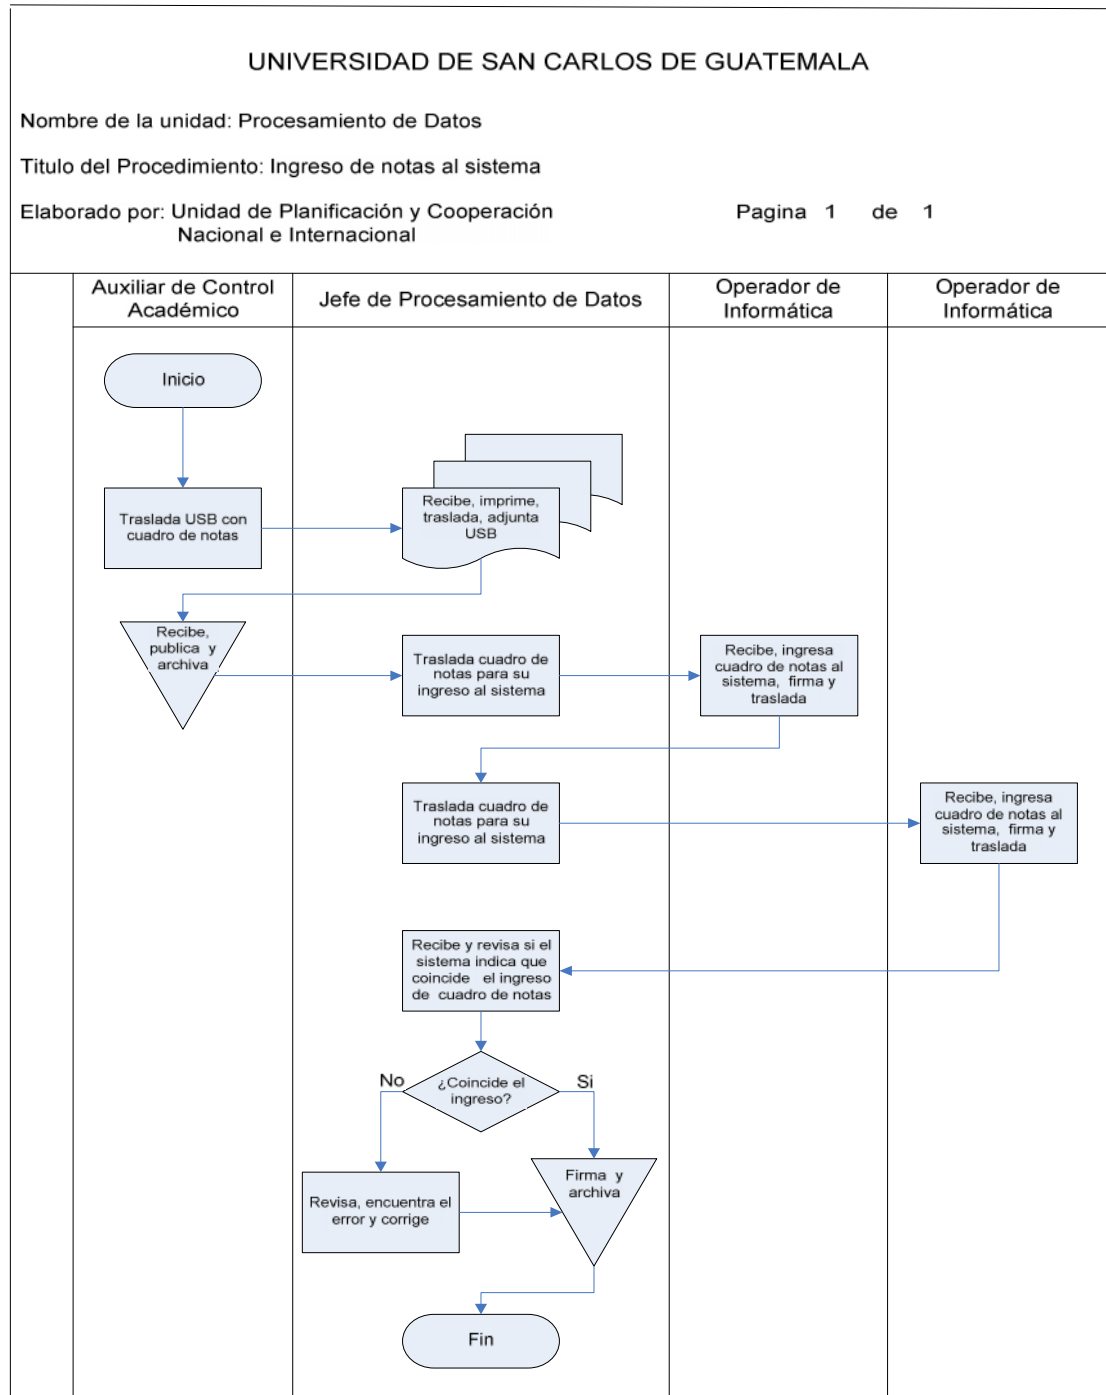 UNIVERSIDAD DE SAN CARLOS DE GUATEMALA
Nombre de la unidad: Procesamiento de Datos
Titulo del Procedimiento: Ingreso de notas al sistema
Elaborado por: Unidad de Planificación y Cooperación
Nacional e Internacional
Pagina 1 de 1
Auxiliar de Control
Académico
Jefe de Procesamiento de Datos
Operador de
Informática
Operador de
Informática
Inicio
Traslada USB con
cuadro de notas
Recibe, imprime,
traslada, adjunta
USB
Recibe,
publica y
archiva
Traslada cuadro de
notas para su
ingreso al sistema
Recibe, ingresa
cuadro de notas al
sistema, firma y
traslada
Traslada cuadro de
notas para su
ingreso al sistema
Recibe, ingresa
cuadro de notas al
sistema, firma y
traslada
Recibe y revisa si el
sistema indica que
coincide el ingreso
de cuadro de notas
¿Coincide el
ingreso?
No
Si
Revisa, encuentra el
error y corrige
Firma y
archiva
Fin